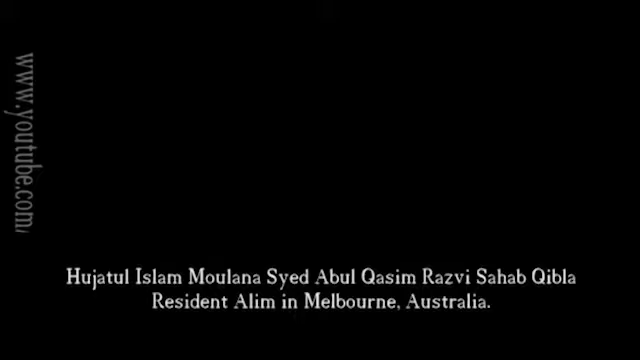 www.youtube.com/
Hujatul Islam Moulana Syed Abul Qasim Razvi Sahab Qibla
Resident Alim in Melbourne, Australia.